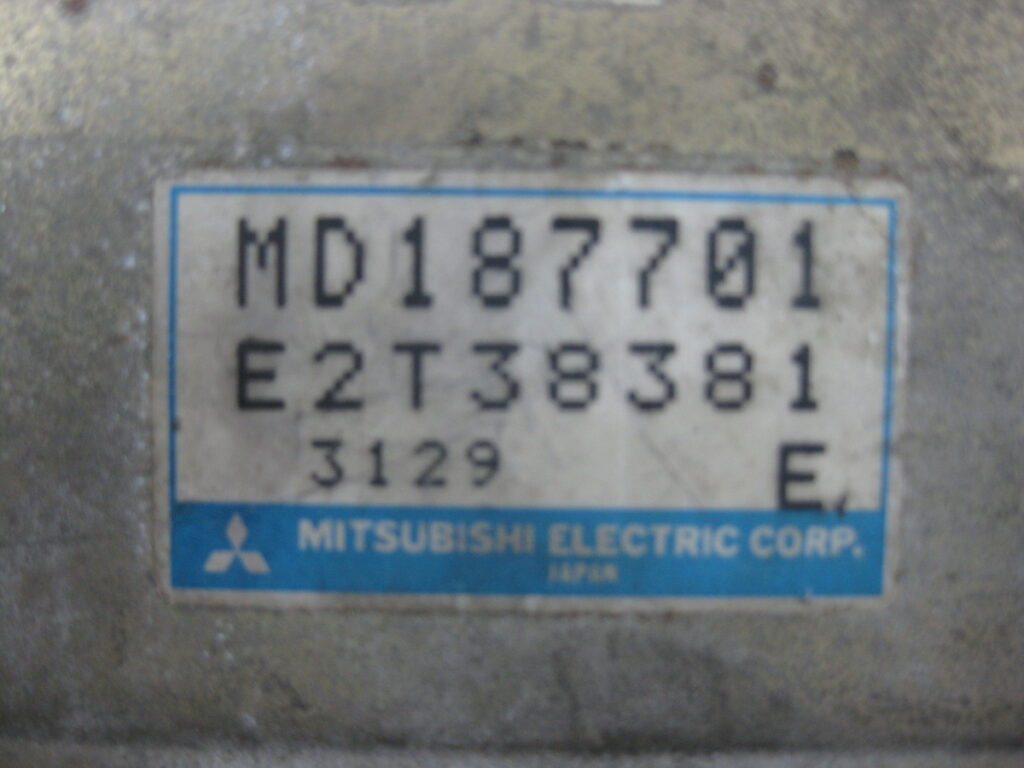 MD187701
E2T38381
3129 E.
MITSUBISHI ELECTRIC CORP.
JAPAN